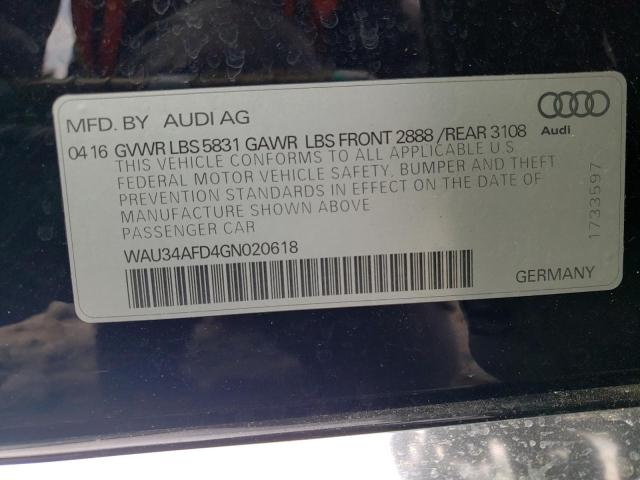 MFD. BY AUDI AG
Audi
04 16 GVWR LBS 5831 GAWR LBS FRONT 2888 / REAR 3108
THIS VEHICLE CONFORMS TO ALL APPLICABLE U S
FEDERAL MOTOR VEHICLE SAFETY, BUMPER AND THEFT
PREVENTION STANDARDS IN EFFECT ON THE DATE OF
MANUFACTURE SHOWN ABOVE
PASSENGER CAR
WAU34AFD4GN020618
GERMANY
1733597